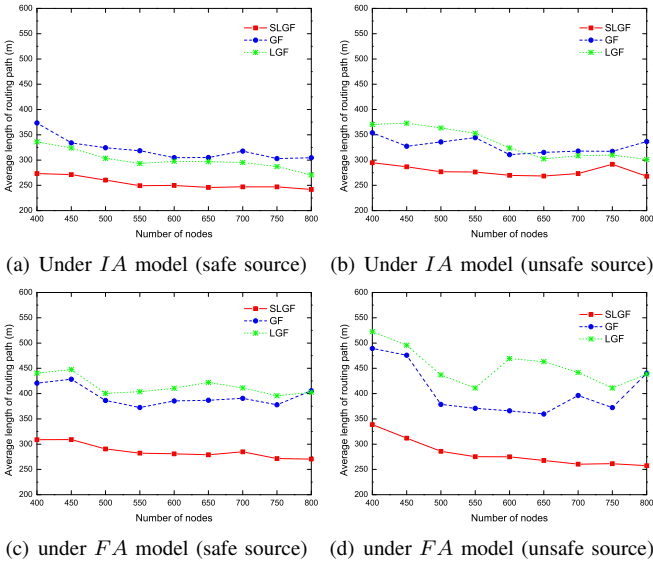 600
550
500
450
400
350
300
250
200
Average length of routing path (m)
SLGF
GF
LGF
400 450 500 550 600 650 700 750 800
Number of nodes
(a) Under IA model (safe source)
600
550
500
450
400
350
300
250
200
Average length of routing path (m)
SLGF
GF
LGF
400 450 500 550 600 650 700 750 800
Number of nodes
(b) Under IA model (unsafe source)
600
550
500
450
400
350
300
250
200
Average length of routing path (m)
SLGF
GF
LGF
400 450 500 550 600 650 700 750 800
Number of nodes
(c) under FA model (safe source)
600
550
500
450
400
350
300
250
200
Average length of routing path (m)
SLGF
GF
LGF
400 450 500 550 600 650 700 750 800
Number of nodes
(d) under FA model (unsafe source)